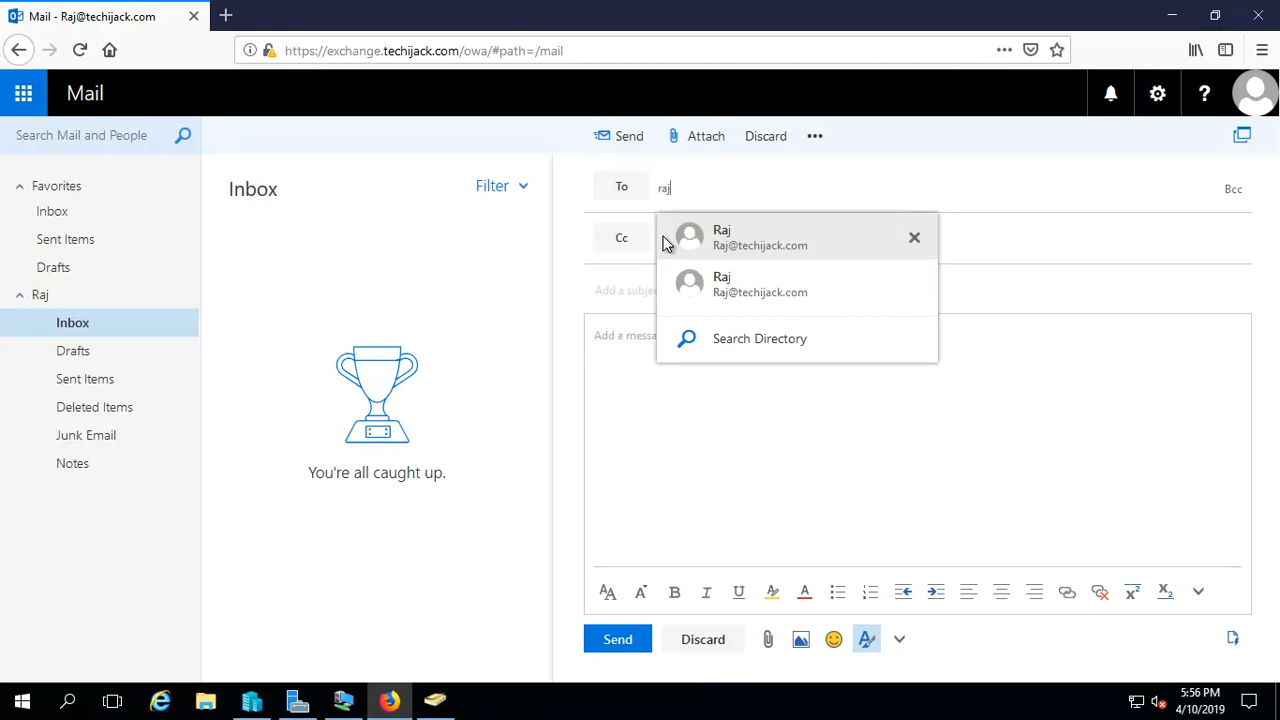 Mail - Raj@techijack.com
https://exchange.techijack.com/owa/#path=/mail
Mail
Search Mail and People
Send
Attach
Discard
Favorites
Inbox
Sent Items
Drafts
Raj
Inbox
Drafts
Sent Items
Deleted Items
Junk Email
Notes
Inbox
Filter
You're all caught up.
To
raj
Bcc
Cc
Raj
Raj@techijack.com
Raj
Raj@techijack.com
Search Directory
Add a subje
Add a messa
Send
Discard
5:56 PM
4/10/2019